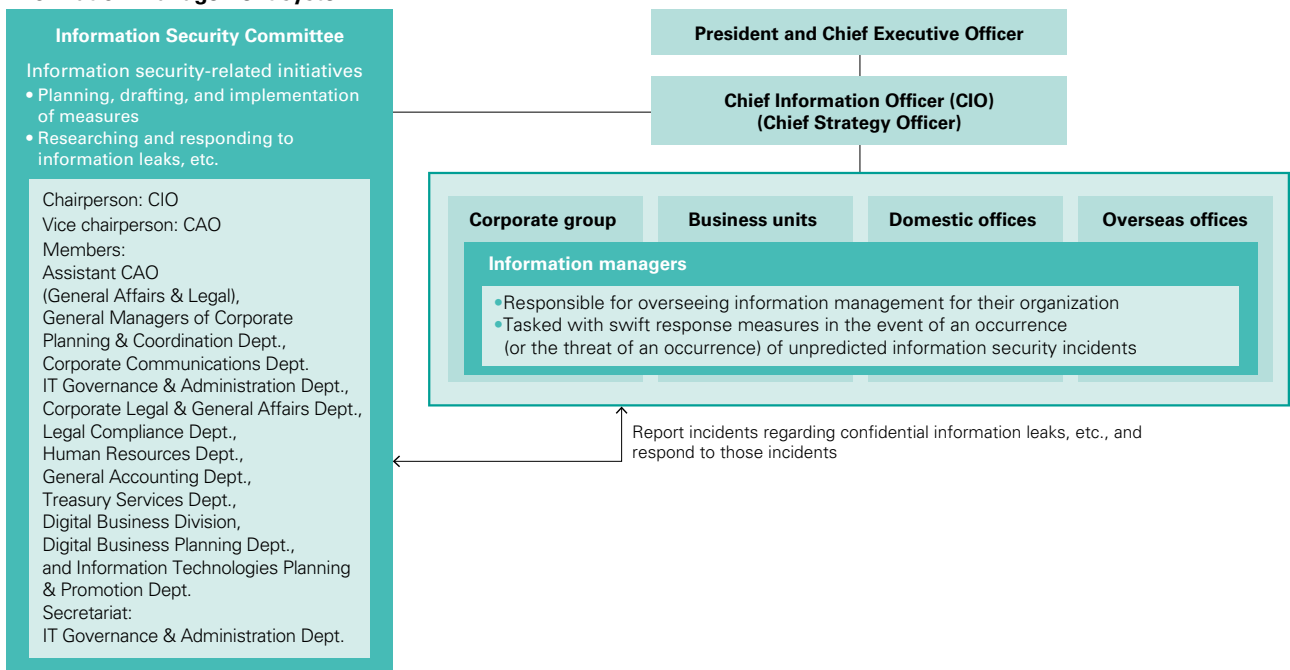 Information Security Committee
Information security-related initiatives
• Planning, drafting, and implementation
of measures
• Researching and responding to
information leaks, etc.
Chairperson: CIO
Vice chairperson: CAO
Members:
Assistant CAO
(General Affairs & Legal),
General Managers of Corporate
Planning & Coordination Dept.,
Corporate Communications Dept.
IT Governance & Administration Dept.,
Corporate Legal & General Affairs Dept.,
Legal Compliance Dept.,
Human Resources Dept.,
General Accounting Dept.,
Treasury Services Dept.,
Digital Business Division,
Digital Business Planning Dept.,
and Information Technologies Planning
& Promotion Dept.
Secretariat:
IT Governance & Administration Dept.
President and Chief Executive Officer
Chief Information Officer (CIO)
(Chief Strategy Officer)
Corporate group
Business units
Domestic offices
Overseas offices
Information managers
•Responsible for overseeing information management for their organization
•Tasked with swift response measures in the event of an occurrence
(or the threat of an occurrence) of unpredicted information security incidents
Report incidents regarding confidential information leaks, etc., and
respond to those incidents